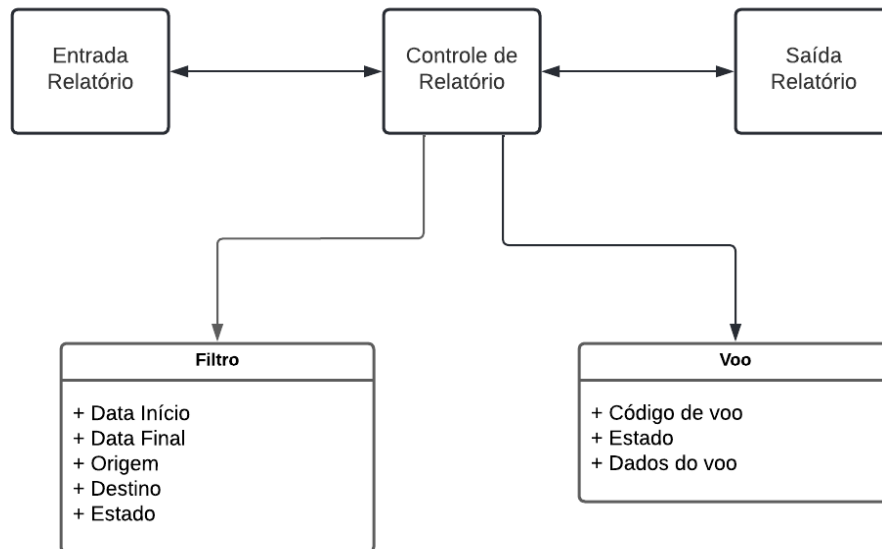 Entrada
Relatório
Controle de
Relatório
Saída
Relatório
Filtro
+ Data Início
+ Data Final
+ Origem
+ Destino
+ Estado
Voo
+ Código de voo
+ Estado
+ Dados do voo